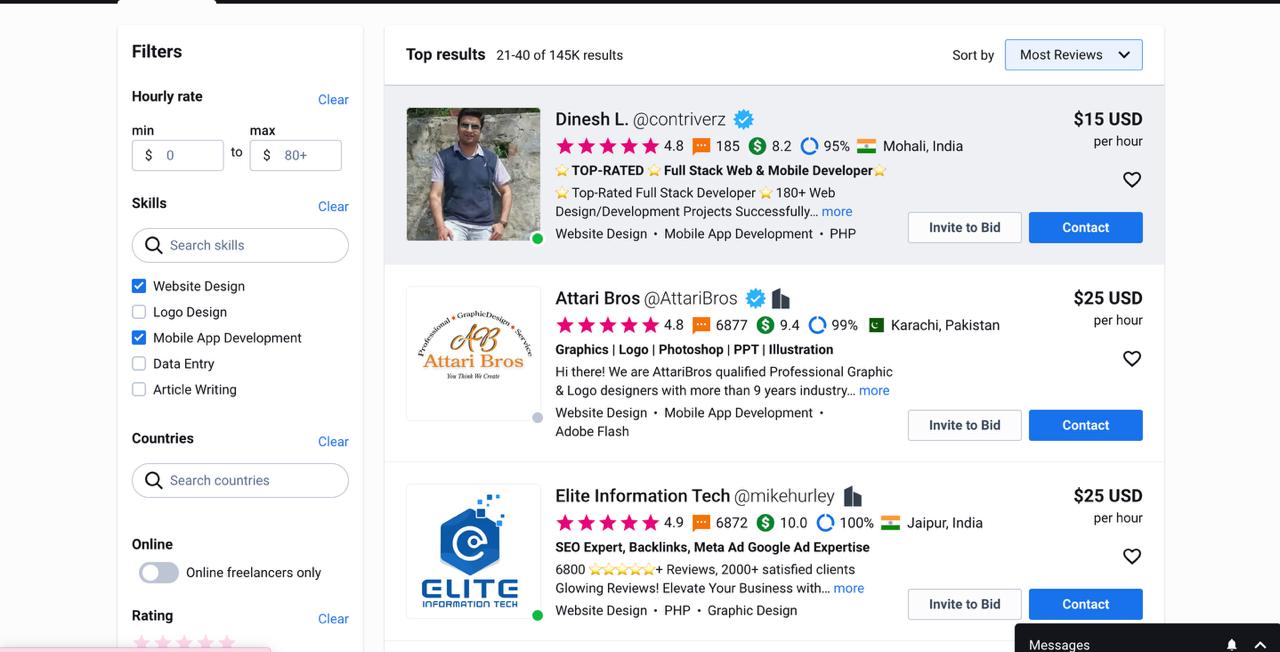 Filters
Hourly rate
Clear
min
max
$ 0
to
$ 80+
Skills
Clear
Search skills
Website Design
Logo Design
Mobile App Development
Data Entry
Article Writing
Countries
Clear
Search countries
Online
Online freelancers only
Rating
Clear
Top results 21-40 of 145K results
Sort by Most Reviews
Dinesh L. @contriverz
$15 USD
per hour
4.8 185 $ 8.2 95% Mohali, India
⭐ TOP-RATED ⭐ Full Stack Web & Mobile Developer⭐
⭐ Top-Rated Full Stack Developer ⭐ 180+ Web
Design/Development Projects Successfully... more
Website Design • Mobile App Development • PHP
Invite to Bid
Contact
Attari Bros @AttariBros
$25 USD
per hour
Professional GraphicDesign Service
AB
Attari Bros
You Think We Create
4.8 6877 $ 9.4 99% Karachi, Pakistan
Graphics | Logo | Photoshop | PPT | Illustration
Hi there! We are AttariBros qualified Professional Graphic
& Logo designers with more than 9 years industry... more
Website Design • Mobile App Development •
Adobe Flash
Invite to Bid
Contact
Elite Information Tech @mikehurley
$25 USD
per hour
e
ELITE
INFORMATION TECH
4.9 6872 $ 10.0 100% Jaipur, India
SEO Expert, Backlinks, Meta Ad Google Ad Expertise
6800 ⭐⭐⭐⭐⭐+ Reviews, 2000+ satisfied clients
Glowing Reviews! Elevate Your Business with... more
Website Design • PHP • Graphic Design
Invite to Bid
Contact
Messages